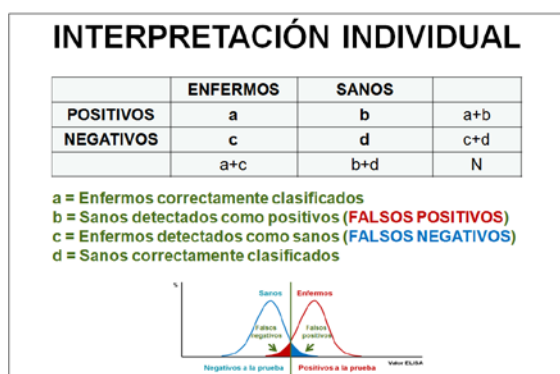 INTERPRETACIÓN INDIVIDUAL
ENFERMOS SANOS
POSITIVOS a b a+b
NEGATIVOS c d c+d
a+c b+d N
a = Enfermos correctamente clasificados
b = Sanos detectados como positivos (FALSOS POSITIVOS)
c = Enfermos detectados como sanos (FALSOS NEGATIVOS)
d = Sanos correctamente clasificados
%
Sanos Enfermos
Falsos negativos
Falsos positivos
Valor ELISA
Negativos a la prueba Positivos a la prueba